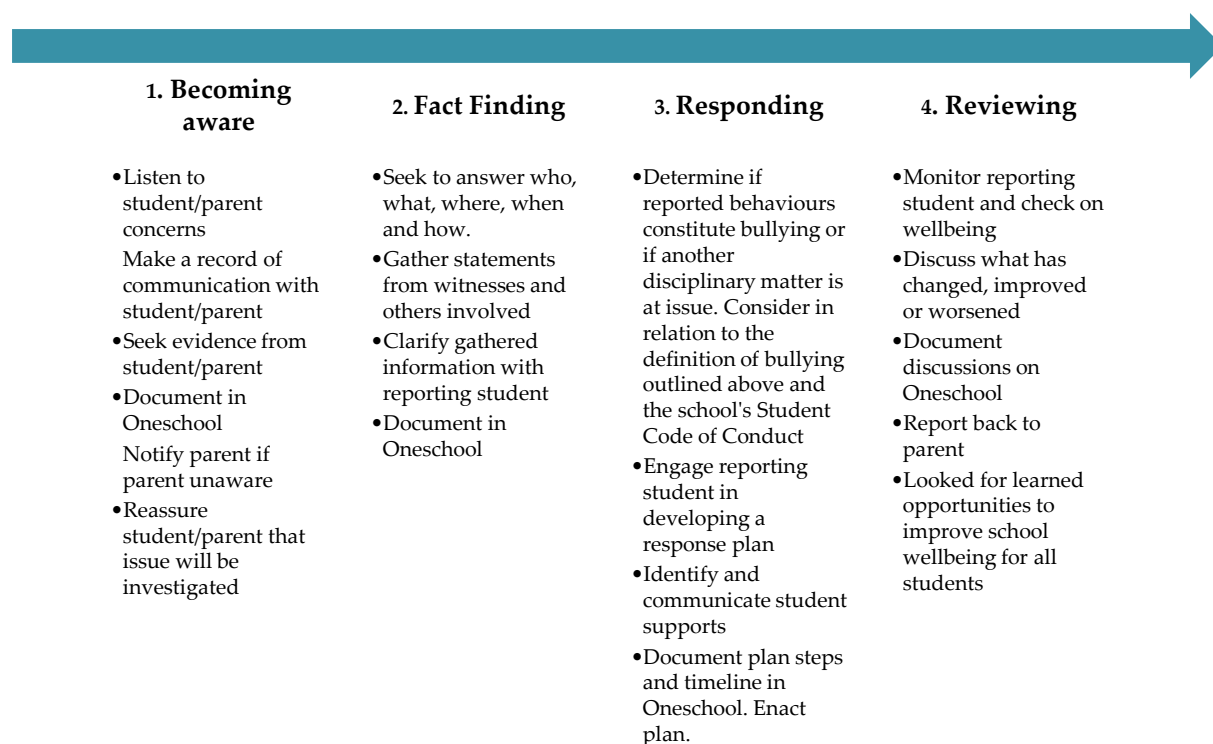 1. Becoming
aware
•Listen to
student/parent
concerns
Make a record of
communication with
student/parent
•Seek evidence from
student/parent
•Document in
Oneschool
Notify parent if
parent unaware
•Reassure
student/parent that
issue will be
investigated
2. Fact Finding
•Seek to answer who,
what, where, when
and how.
•Gather statements
from witnesses and
others involved
•Clarify gathered
information with
reporting student
•Document in
Oneschool
3. Responding
•Determine if
reported behaviours
constitute bullying or
if another
disciplinary matter is
at issue. Consider in
relation to the
definition of bullying
outlined above and
the school's Student
Code of Conduct
•Engage reporting
student in
developing a
response plan
•Identify and
communicate student
supports
•Document plan steps
and timeline in
Oneschool. Enact
plan.
4. Reviewing
•Monitor reporting
student and check on
wellbeing
•Discuss what has
changed, improved
or worsened
•Document
discussions on
Oneschool
•Report back to
parent
•Looked for learned
opportunities to
improve school
wellbeing for all
students